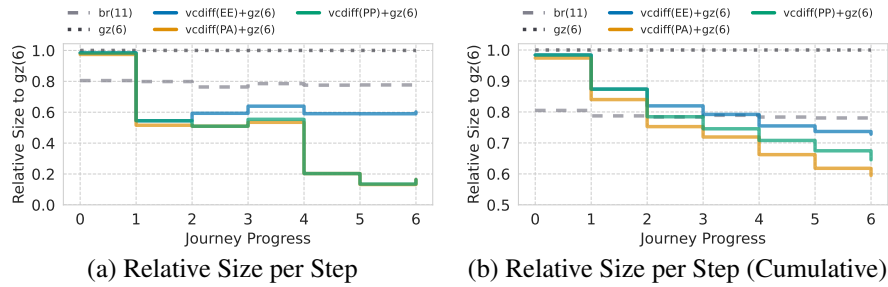 br(11)
gz(6)
vcdiff(EE)+gz(6)
vcdiff(PA)+gz(6)
vcdiff(PP)+gz(6)
Relative Size to gz(6)
1.0
0.8
0.6
0.4
0.2
0.0
0 1 2 3 4 5 6
Journey Progress
(a) Relative Size per Step
br(11)
gz(6)
vcdiff(EE)+gz(6)
vcdiff(PA)+gz(6)
vcdiff(PP)+gz(6)
Relative Size to gz(6)
1.0
0.9
0.8
0.7
0.6
0.5
0 1 2 3 4 5 6
Journey Progress
(b) Relative Size per Step (Cumulative)